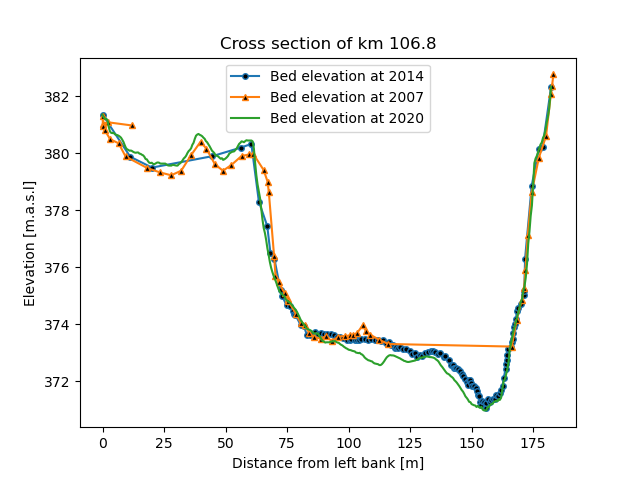 Cross section of km 106.8
Bed elevation at 2014
Bed elevation at 2007
Bed elevation at 2020
Elevation [m.a.s.l]
382
380
378
376
374
372
0 25 50 75 100 125 150 175
Distance from left bank [m]